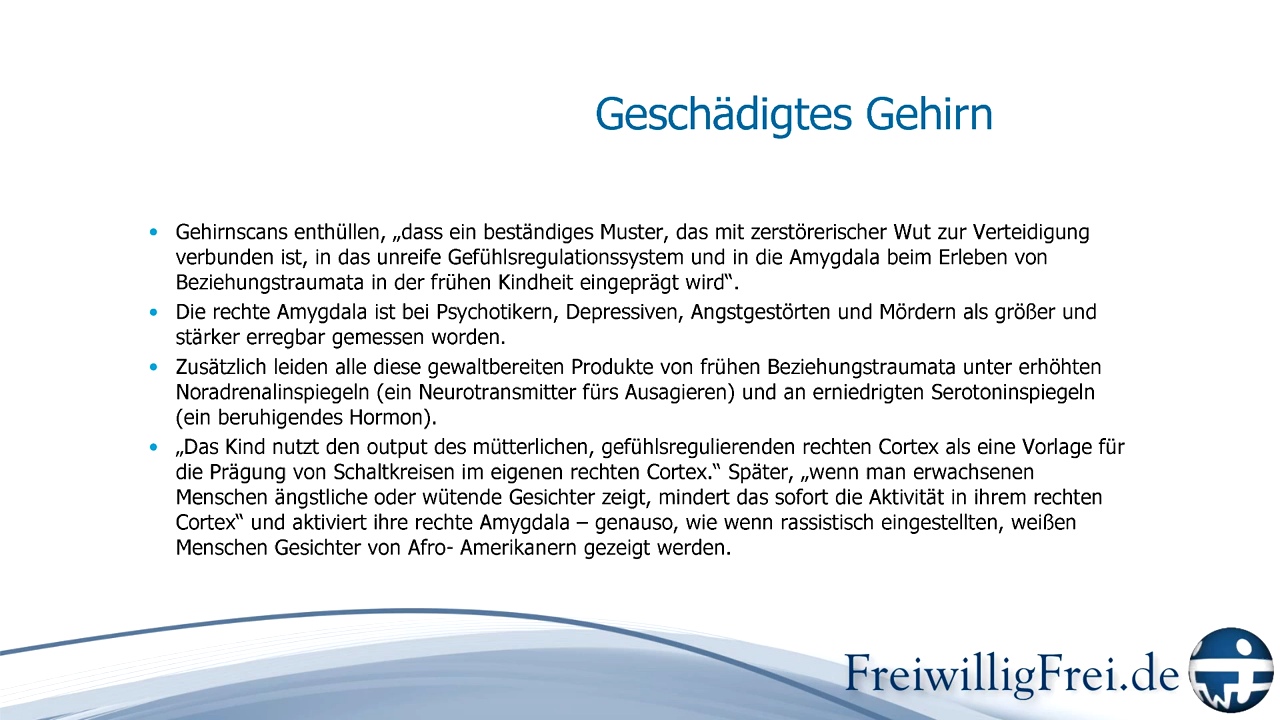 Geschädigtes Gehirn
• Gehirnscans enthüllen, „dass ein beständiges Muster, das mit zerstörerischer Wut zur Verteidigung
verbunden ist, in das unreife Gefühlsregulationssystem und in die Amygdala beim Erleben von
Beziehungstraumata in der frühen Kindheit eingeprägt wird“.
• Die rechte Amygdala ist bei Psychotikern, Depressiven, Angstgestörten und Mördern als größer und
stärker erregbar gemessen worden.
• Zusätzlich leiden alle diese gewaltbereiten Produkte von frühen Beziehungstraumata unter erhöhten
Noradrenalinspiegeln (ein Neurotransmitter fürs Ausagieren) und an erniedrigten Serotoninspiegeln
(ein beruhigendes Hormon).
• „Das Kind nutzt den output des mütterlichen, gefühlsregulierenden rechten Cortex als eine Vorlage für
die Prägung von Schaltkreisen im eigenen rechten Cortex.“ Später, „wenn man erwachsenen
Menschen ängstliche oder wütende Gesichter zeigt, mindert das sofort die Aktivität in ihrem rechten
Cortex“ und aktiviert ihre rechte Amygdala – genauso, wie wenn rassistisch eingestellten, weißen
Menschen Gesichter von Afro- Amerikanern gezeigt werden.
FreiwilligFrei.de